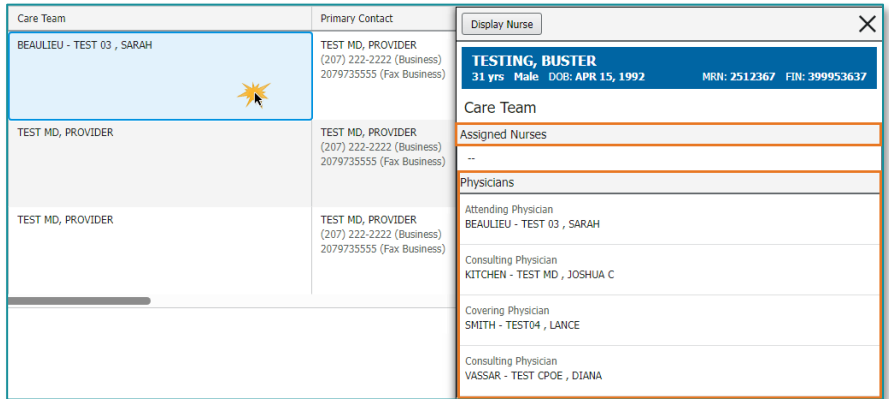 Care Team
Primary Contact
BEAULIEU - TEST 03 , SARAH
TEST MD, PROVIDER
(207) 222-2222 (Business)
2079735555 (Fax Business)
TEST MD, PROVIDER
TEST MD, PROVIDER
(207) 222-2222 (Business)
2079735555 (Fax Business)
TEST MD, PROVIDER
TEST MD, PROVIDER
(207) 222-2222 (Business)
2079735555 (Fax Business)
Display Nurse
TESTING, BUSTER
31 yrs Male DOB: APR 15, 1992 MRN: 2512367 FIN: 399953637
Care Team
Assigned Nurses
--
Physicians
Attending Physician
BEAULIEU - TEST 03 , SARAH
Consulting Physician
KITCHEN - TEST MD , JOSHUA C
Covering Physician
SMITH - TEST04 , LANCE
Consulting Physician
VASSAR - TEST CPOE , DIANA